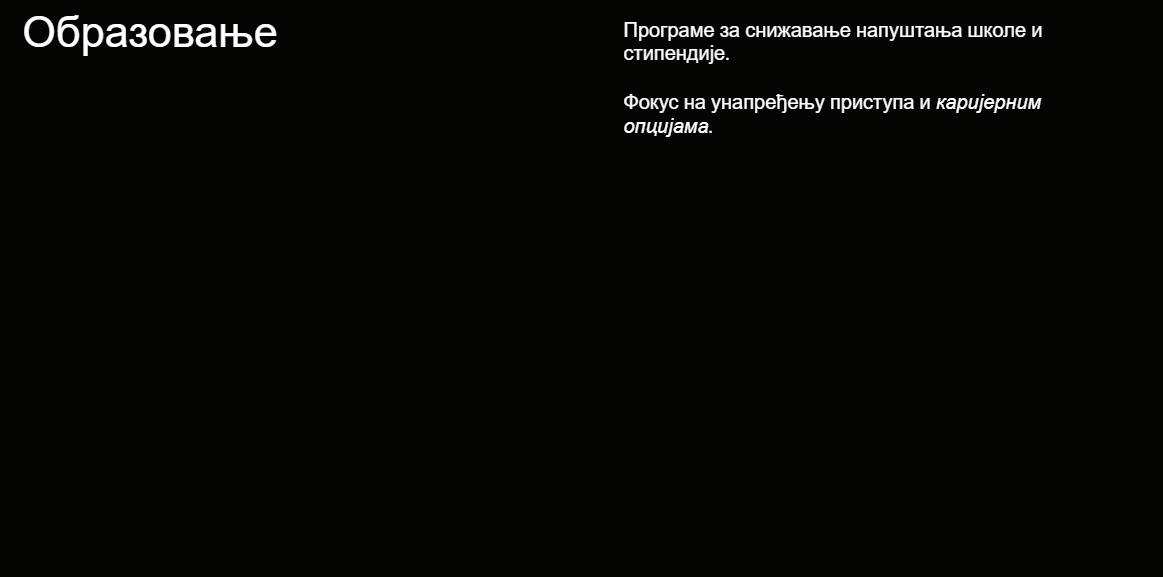 Образовање
Програме за снижавање напуштања школе и
стипендије.
Фокус на унапређењу приступа и каријерним
опцијама.